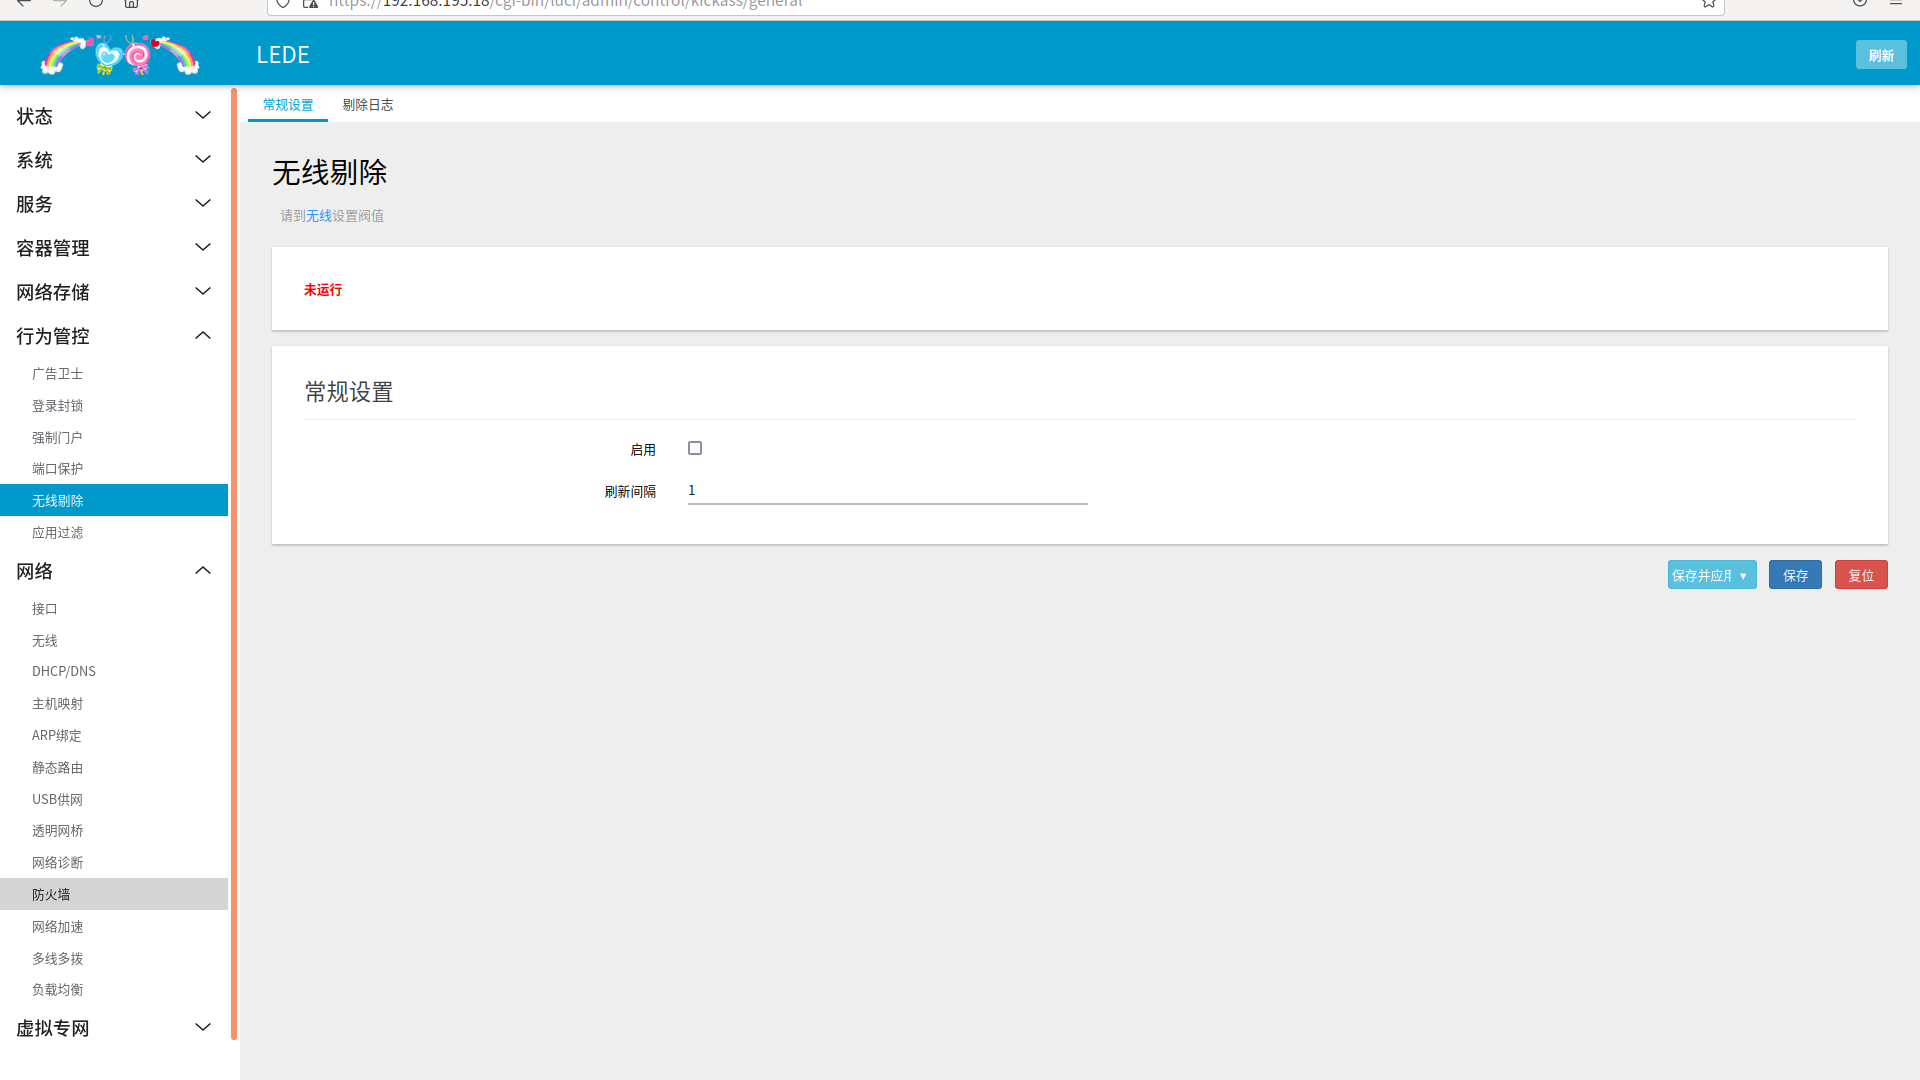 https://192.168.195.18/cgi-bin/luci/admin/control/kickass/general
LEDE
刷新
常规设置
剔除日志
状态
系统
服务
容器管理
网络存储
行为管控
广告卫士
登录封锁
强制门户
端口保护
无线剔除
应用过滤
网络
接口
无线
DHCP/DNS
主机映射
ARP绑定
静态路由
USB供网
透明网桥
网络诊断
防火墙
网络加速
多线多拨
负载均衡
虚拟专网
无线剔除
请到无线设置阀值
未运行
常规设置
启用
刷新间隔 1
保存并应用 ▾
保存
复位